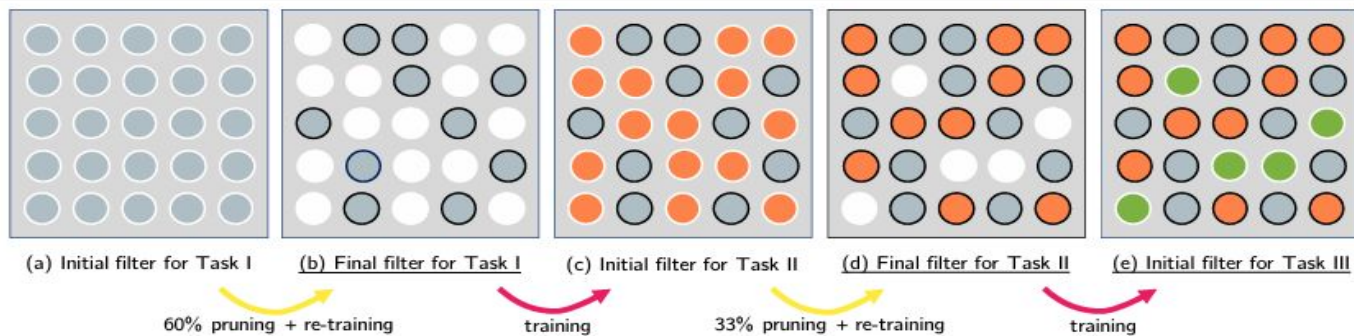 (a) Initial filter for Task I
(b) Final filter for Task I
(c) Initial filter for Task II
(d) Final filter for Task II
(e) Initial filter for Task III
60% pruning + re-training
training
33% pruning + re-training
training